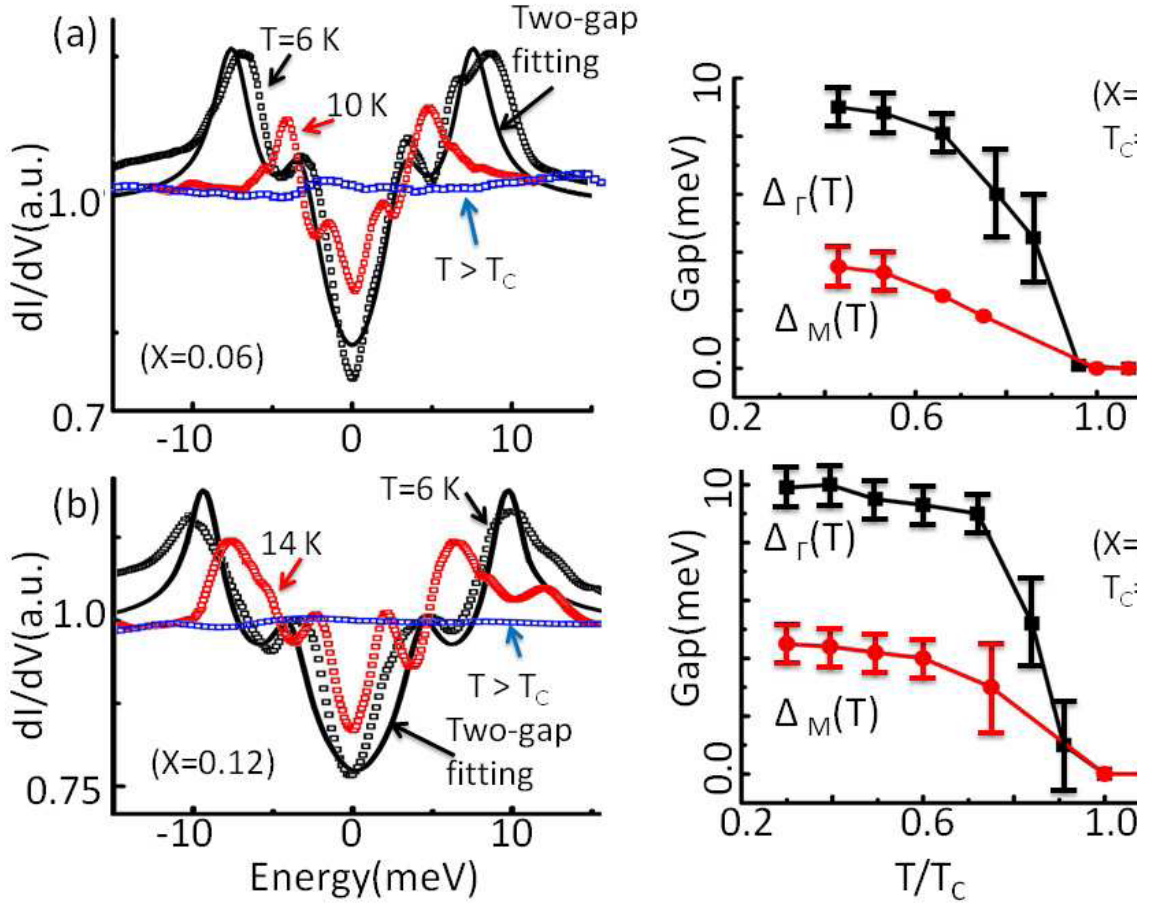 (a)
T=6 K
Two-gap
fitting
10 K
dI/dV(a.u.)
1.0
T > T_C
(X=0.06)
0.7
-10 0 10
10
(X=
T_C=
Δ_Γ(T)
Gap(meV)
Δ_M(T)
0.0
0.2 0.6 1.0
(b)
T=6 K
14 K
dI/dV(a.u.)
1.0
T > T_C
Two-gap
fitting
(X=0.12)
0.75
-10 0 10
Energy(meV)
10
Δ_Γ(T)
(X=
T_C=
Gap(meV)
Δ_M(T)
0.0
0.2 0.6 1.0
T/T_C